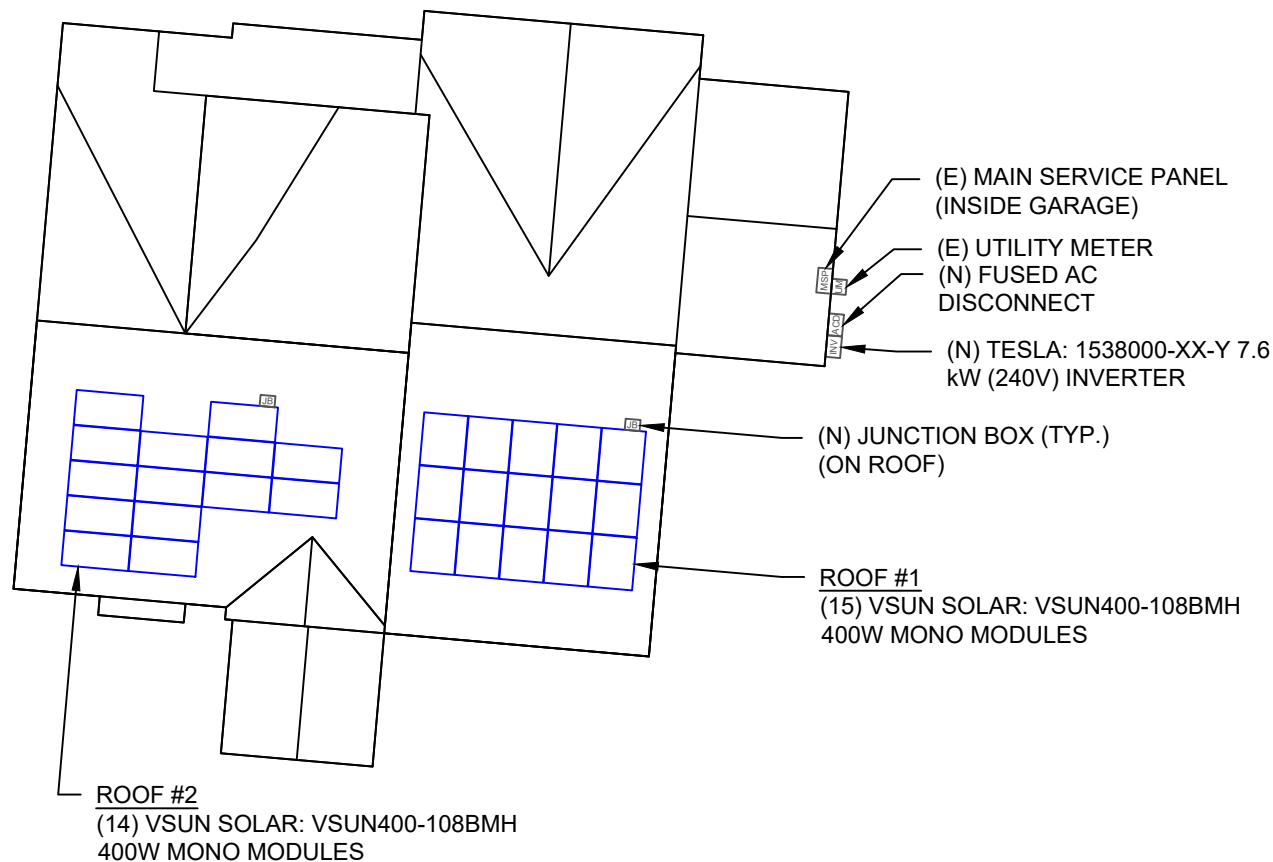 (E) MAIN SERVICE PANEL
(INSIDE GARAGE)
(E) UTILITY METER
(N) FUSED AC
DISCONNECT
MSP
UM
ACD
INV
(N) TESLA: 1538000-XX-Y 7.6
kW (240V) INVERTER
JB
JB
(N) JUNCTION BOX (TYP.)
(ON ROOF)
ROOF #1
(15) VSUN SOLAR: VSUN400-108BMH
400W MONO MODULES
ROOF #2
(14) VSUN SOLAR: VSUN400-108BMH
400W MONO MODULES